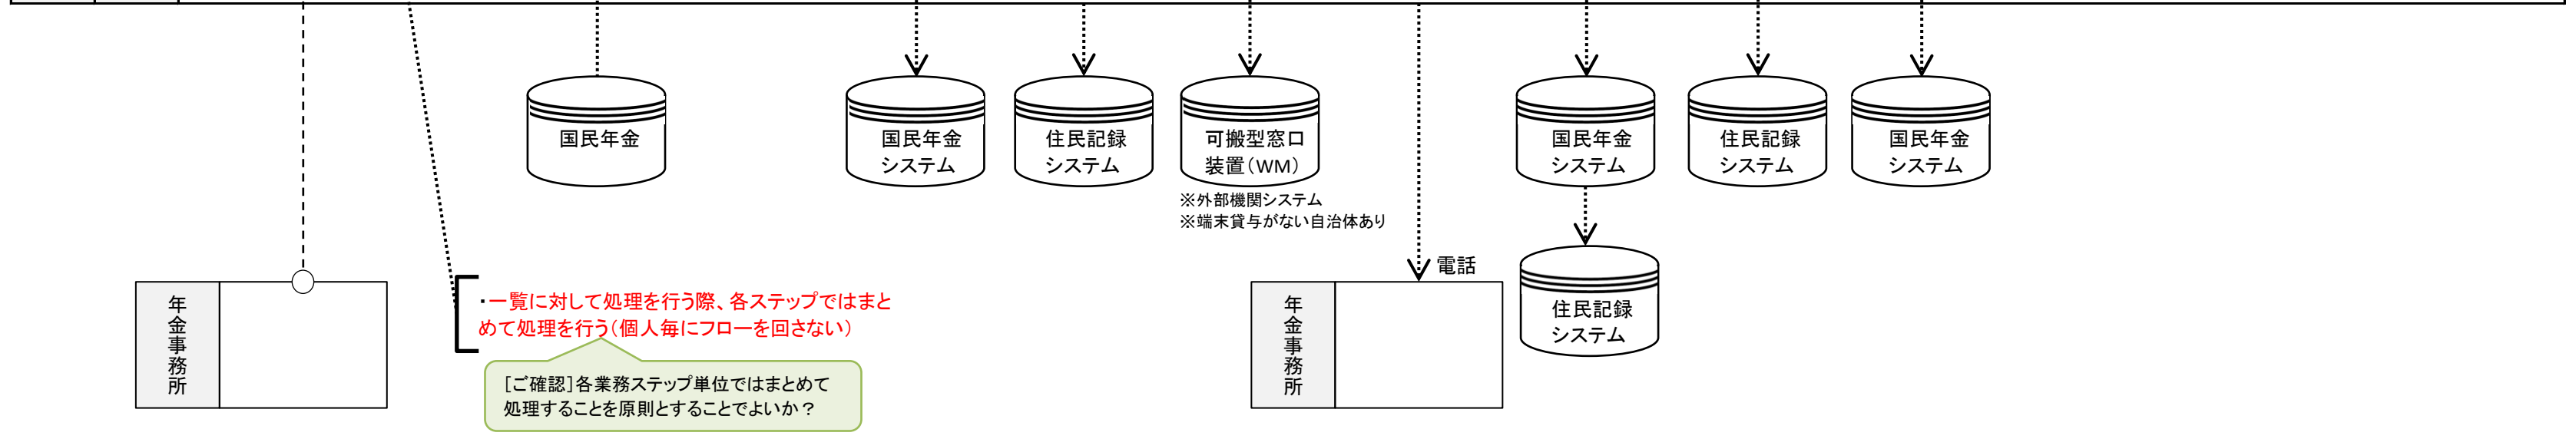 国民年金
国民年金
システム
住民記録
システム
可搬型窓口
装置(WM)
※外部機関システム
※端末貸与がない自治体あり
国民年金
システム
住民記録
システム
国民年金
システム
電話
年金事務所
・一覧に対して処理を行う際、各ステップではまと
めて処理を行う(個人毎にフローを回さない)
年金事務所
住民記録
システム
[ご確認]各業務ステップ単位ではまとめて
処理することを原則とすることでよいか？